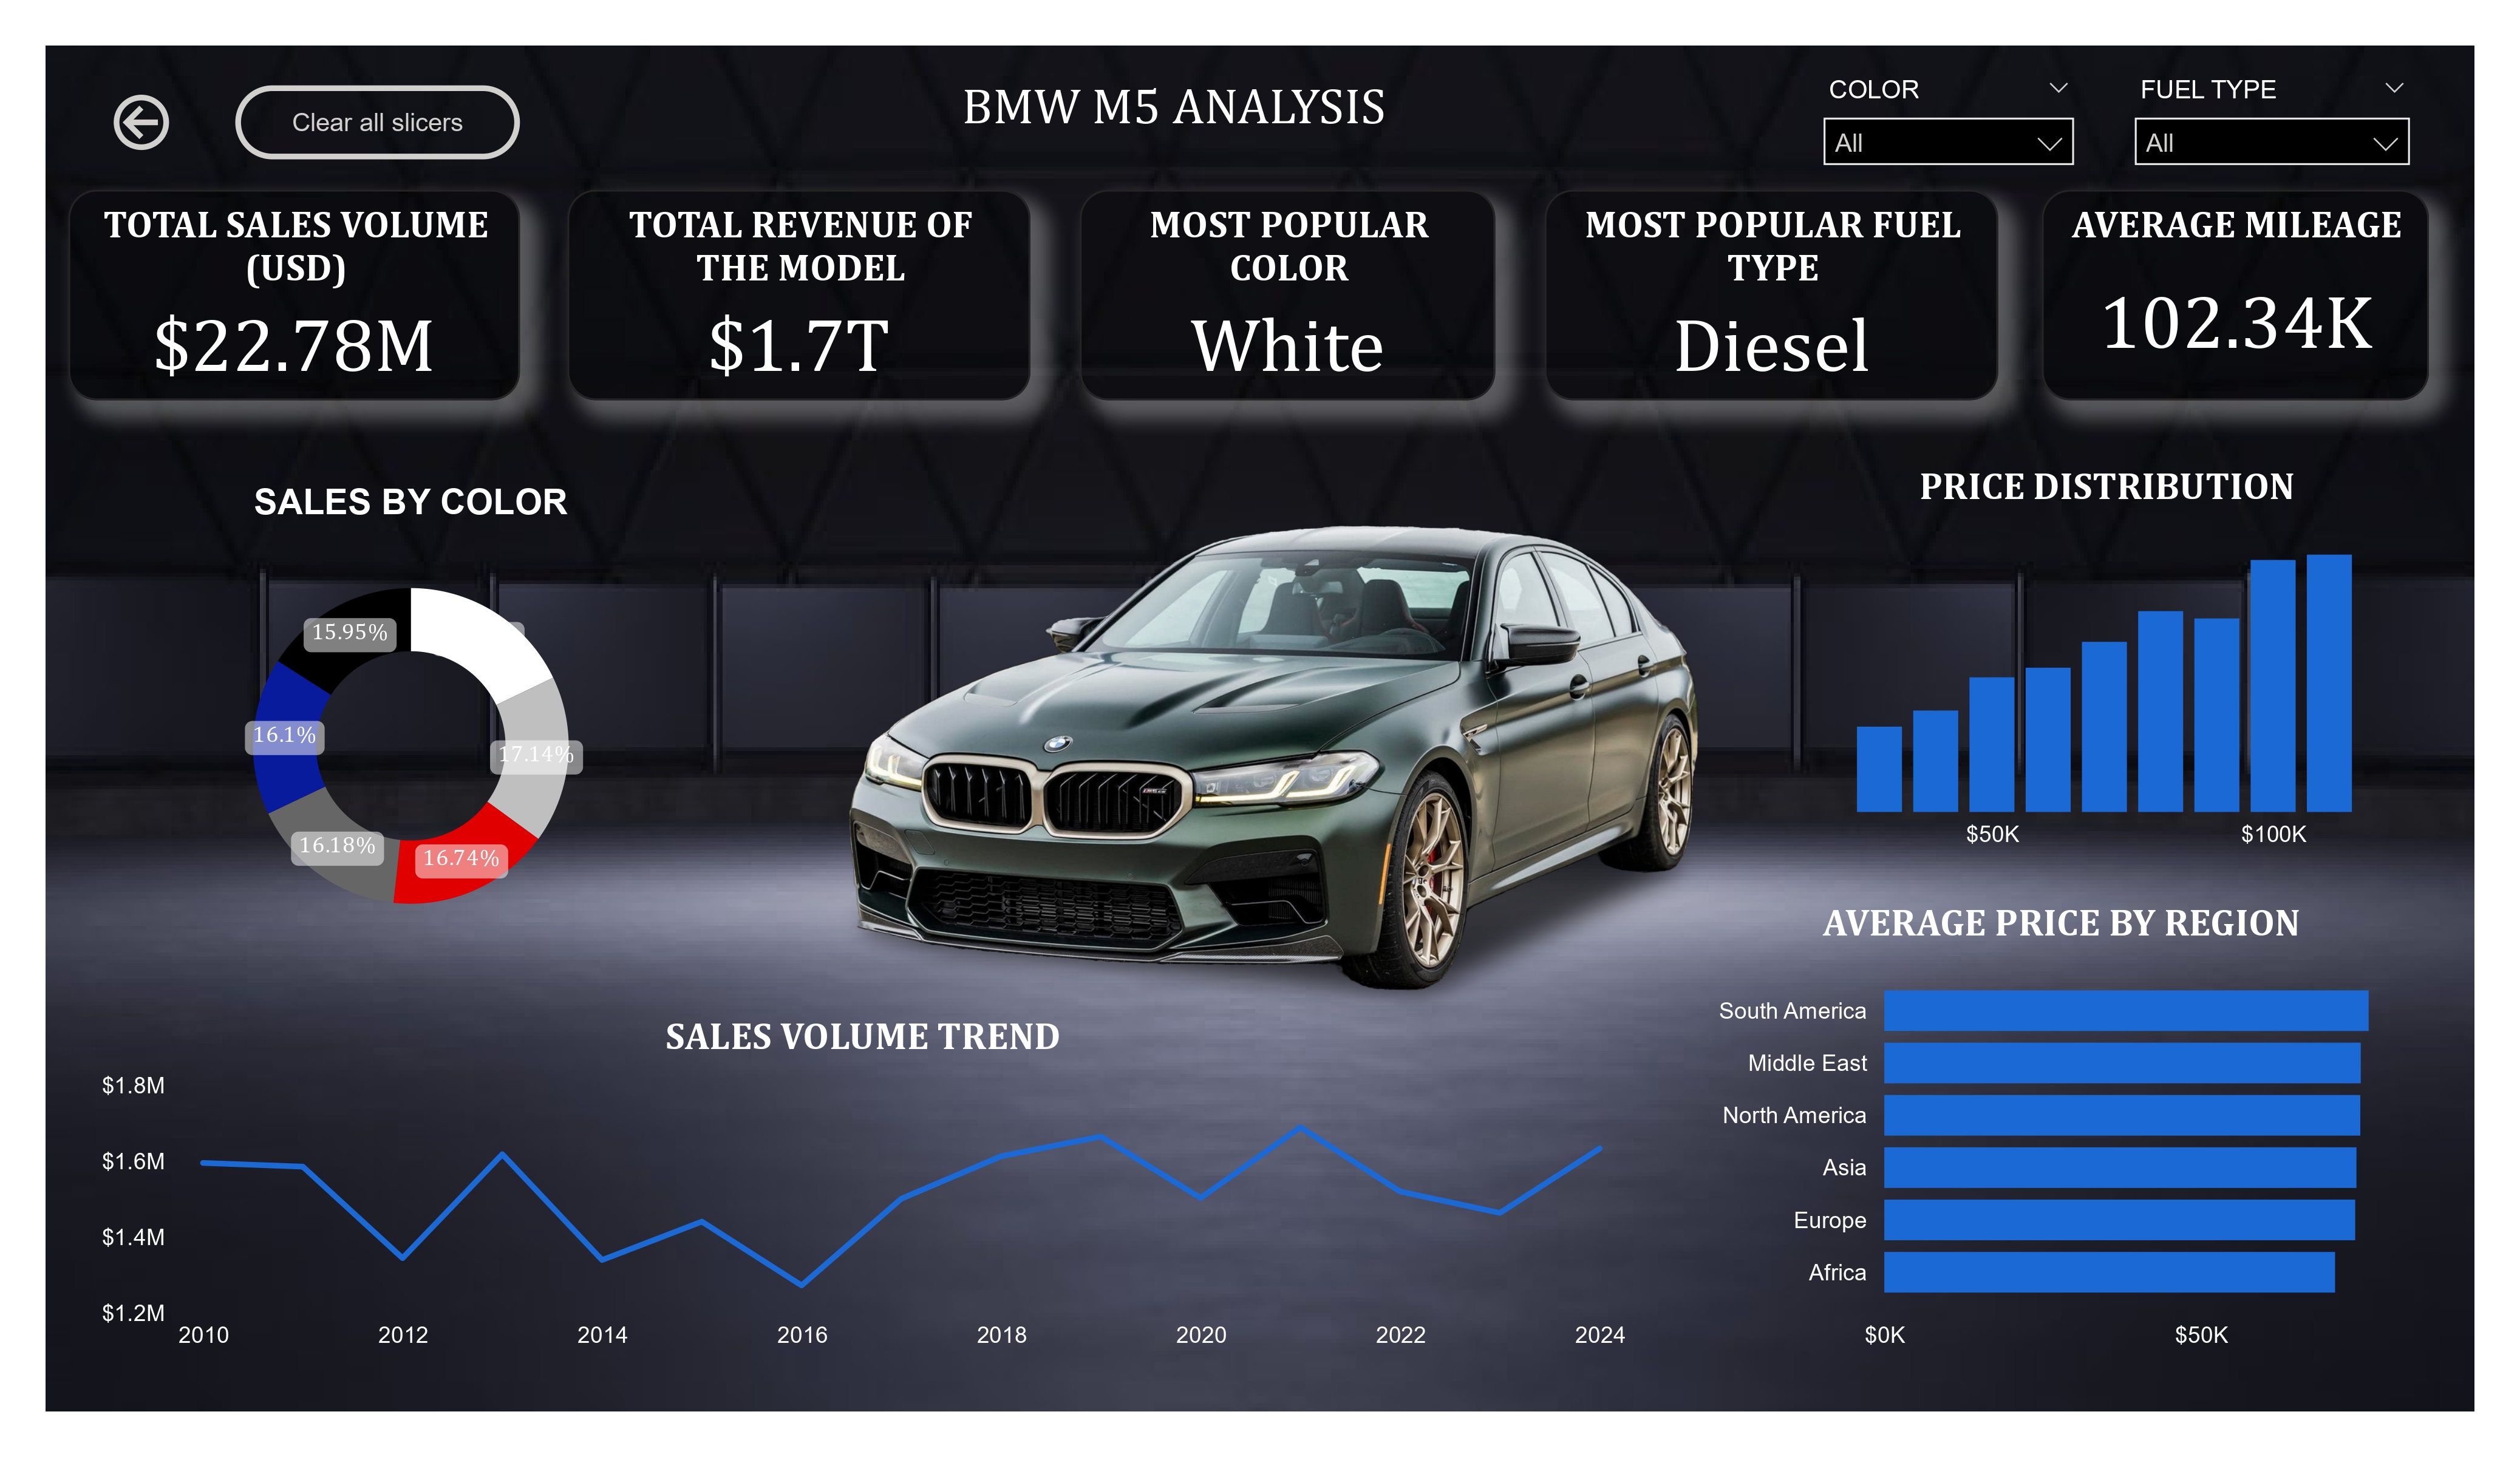 BMW M5 ANALYSIS
Clear all slicers
COLOR
All
FUEL TYPE
All
TOTAL SALES VOLUME
(USD)
$22.78M
TOTAL REVENUE OF
THE MODEL
$1.7T
MOST POPULAR
COLOR
White
MOST POPULAR FUEL
TYPE
Diesel
AVERAGE MILEAGE
102.34K
SALES BY COLOR
15.95%
16.1%
17.14%
16.18%
16.74%
PRICE DISTRIBUTION
$50K
$100K
AVERAGE PRICE BY REGION
South America
Middle East
North America
Asia
Europe
Africa
$0K
$50K
SALES VOLUME TREND
$1.8M
$1.6M
$1.4M
$1.2M
2010
2012
2014
2016
2018
2020
2022
2024